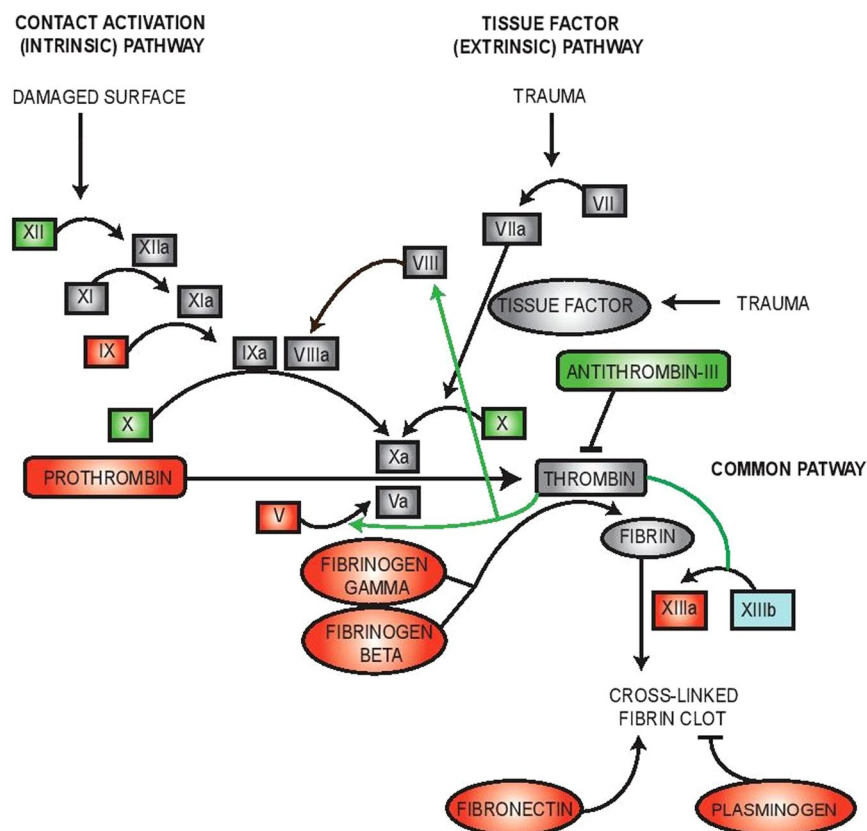 CONTACT ACTIVATION
(INTRINSIC) PATHWAY
TISSUE FACTOR
(EXTRINSIC) PATHWAY
DAMAGED SURFACE
TRAUMA
XII
XIIa
VII
VIIa
XI
XIa
VIII
TISSUE FACTOR
TRAUMA
IX
IXa
VIIIa
ANTITHROMBIN-III
X
X
Xa
PROTHROMBIN
THROMBIN
COMMON PATWAY
Va
V
FIBRIN
FIBRINOGEN
GAMMA
XIIIa
XIIIb
FIBRINOGEN
BETA
CROSS-LINKED
FIBRIN CLOT
FIBRONECTIN
PLASMINOGEN